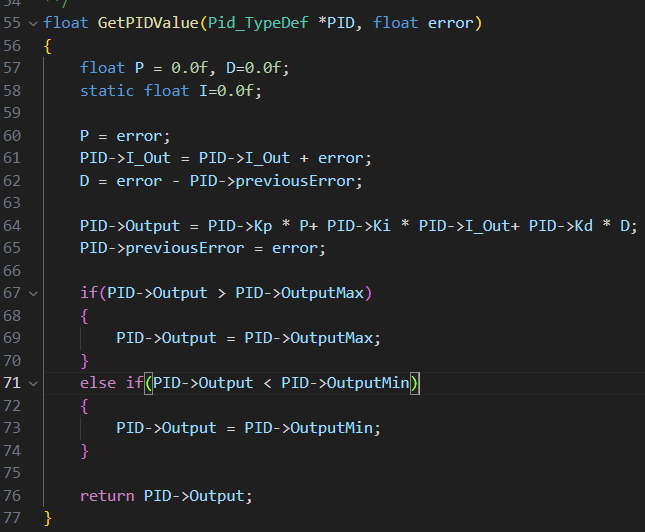 54 **/
55 float GetPIDValue(Pid_TypeDef *PID, float error)
56 {
57     float P = 0.0f, D=0.0f;
58     static float I=0.0f;
59
60     P = error;
61     PID->I_Out = PID->I_Out + error;
62     D = error - PID->previousError;
63
64     PID->Output = PID->Kp * P+ PID->Ki * PID->I_Out+ PID->Kd * D;
65     PID->previousError = error;
66
67     if(PID->Output > PID->OutputMax)
68     {
69         PID->Output = PID->OutputMax;
70     }
71     else if(PID->Output < PID->OutputMin)
72     {
73         PID->Output = PID->OutputMin;
74     }
75
76     return PID->Output;
77 }